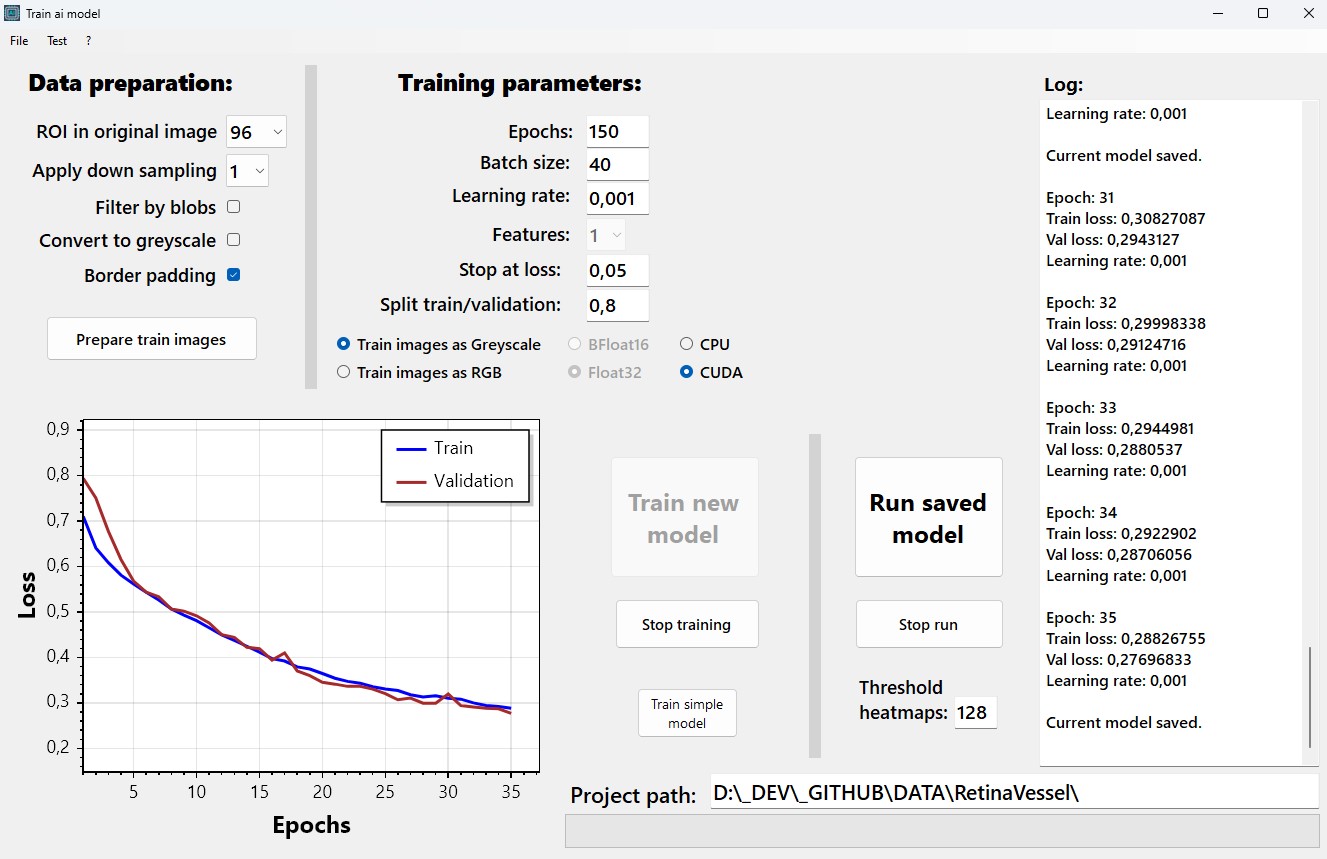 Train ai model
File Test ?
Data preparation:
ROI in original image 96
Apply down sampling 1
Filter by blobs
Convert to greyscale
Border padding
Prepare train images
Training parameters:
Epochs: 150
Batch size: 40
Learning rate: 0,001
Features: 1
Stop at loss: 0,05
Split train/validation: 0,8
Train images as Greyscale BFloat16 CPU
Train images as RGB Float32 CUDA
Loss
0,9
0,8
0,7
0,6
0,5
0,4
0,3
0,2
Train
Validation
5 10 15 20 25 30 35
Epochs
Train new
model
Stop training
Train simple
model
Run saved
model
Stop run
Threshold
heatmaps: 128
Log:
Learning rate: 0,001
Current model saved.
Epoch: 31
Train loss: 0,30827087
Val loss: 0,2943127
Learning rate: 0,001
Epoch: 32
Train loss: 0,29998338
Val loss: 0,29124716
Learning rate: 0,001
Epoch: 33
Train loss: 0,2944981
Val loss: 0,2880537
Learning rate: 0,001
Epoch: 34
Train loss: 0,2922902
Val loss: 0,28706056
Learning rate: 0,001
Epoch: 35
Train loss: 0,28826755
Val loss: 0,27696833
Learning rate: 0,001
Current model saved.
Project path: D:\_DEV\_GITHUB\DATA\RetinaVessel\